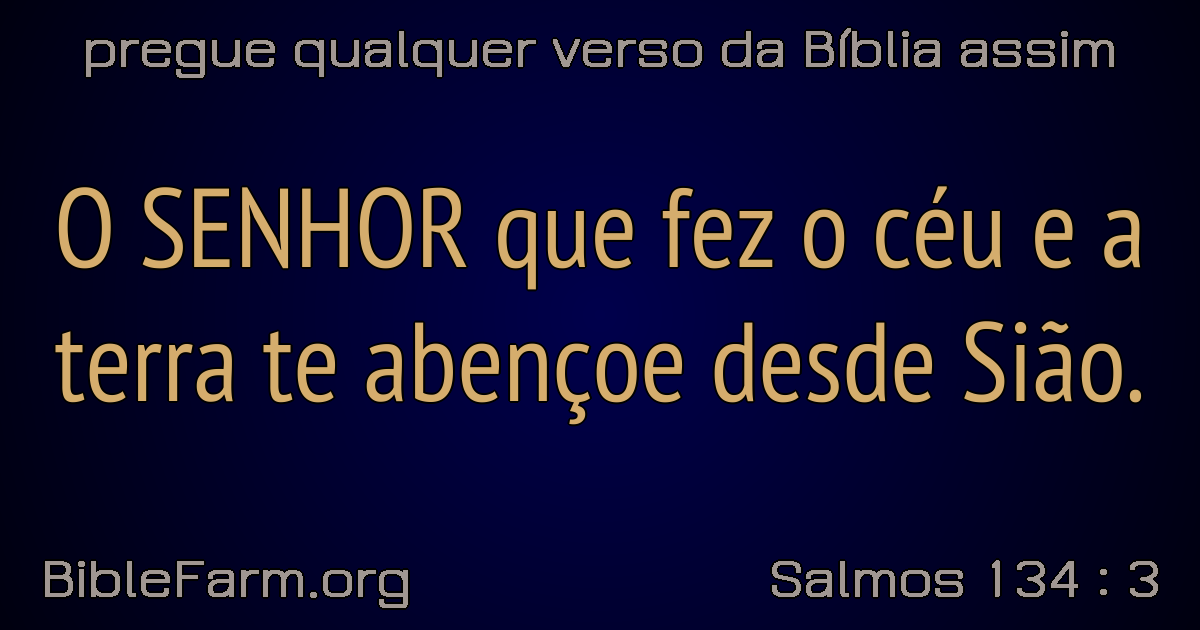 pregue qualquer verso da Bíblia assim
O SENHOR que fez o céu e a
terra te abençoe desde Sião.
BibleFarm.org
Salmos 134 : 3